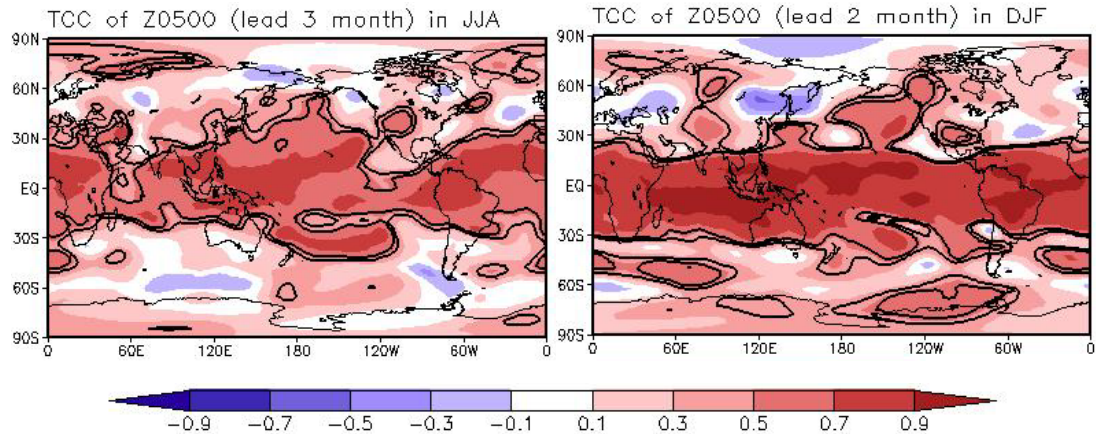 TCC of Z0500 (lead 3 month) in JJA
TCC of Z0500 (lead 2 month) in DJF
90N
60N
30N
EQ
30S
60S
90S
0
60E
120E
180
120W
60W
0
90N
60N
30N
EQ
30S
60S
90S
0
60E
120E
180
120W
60W
0
-0.9
-0.7
-0.5
-0.3
-0.1
0.1
0.3
0.5
0.7
0.9